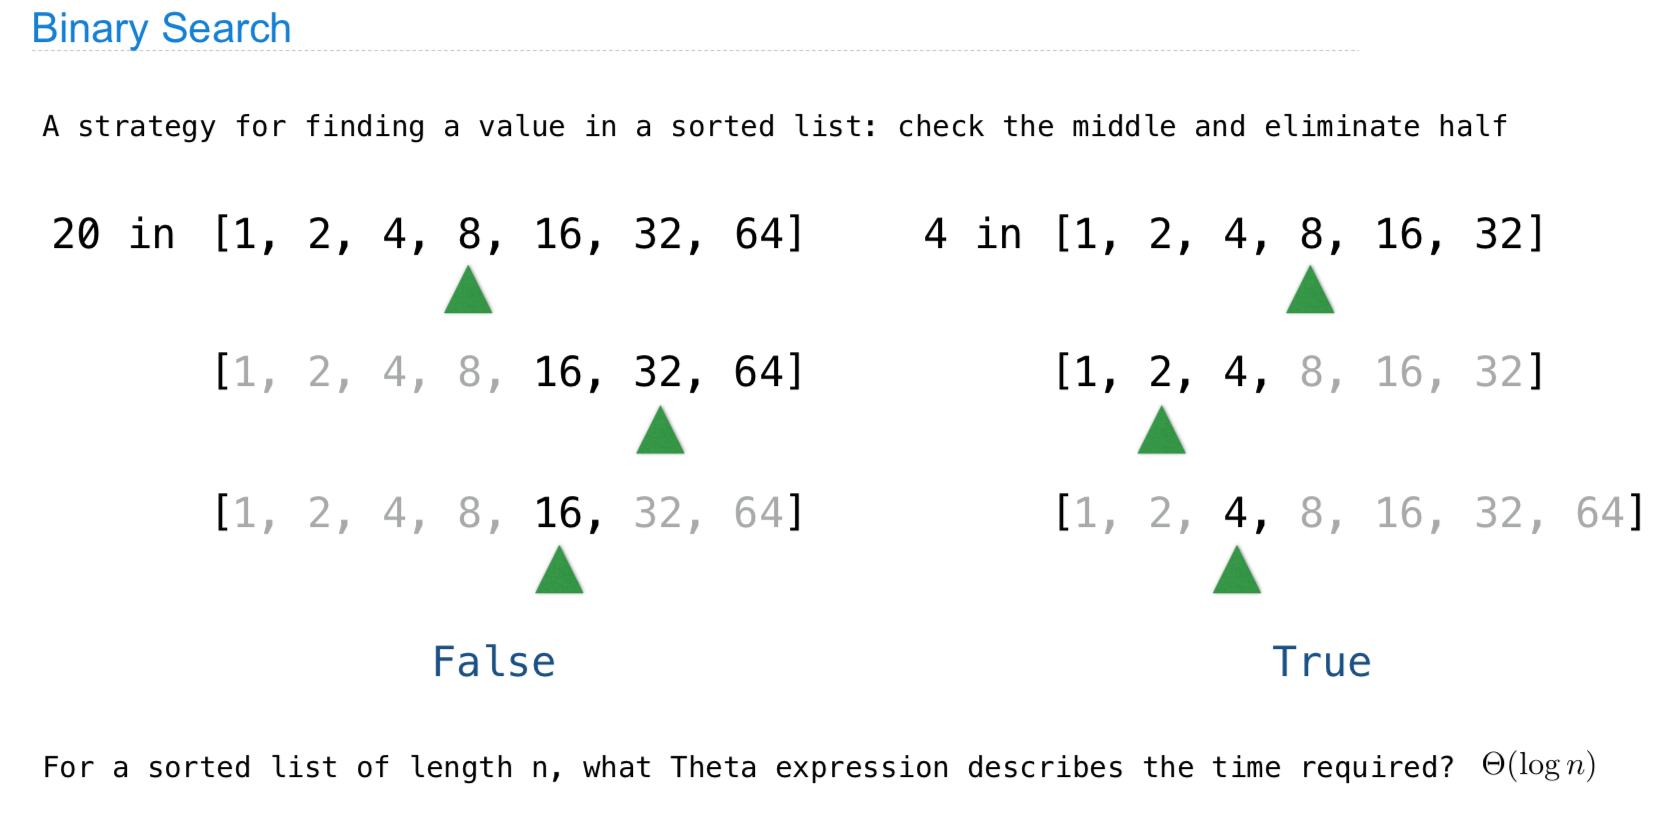 Binary Search
A strategy for finding a value in a sorted list: check the middle and eliminate half
20 in [1, 2, 4, 8, 16, 32, 64]
4 in [1, 2, 4, 8, 16, 32]
[1, 2, 4, 8, 16, 32, 64]
[1, 2, 4, 8, 16, 32]
[1, 2, 4, 8, 16, 32, 64]
[1, 2, 4, 8, 16, 32, 64]
False
True
For a sorted list of length n, what Theta expression describes the time required? Θ(log n)